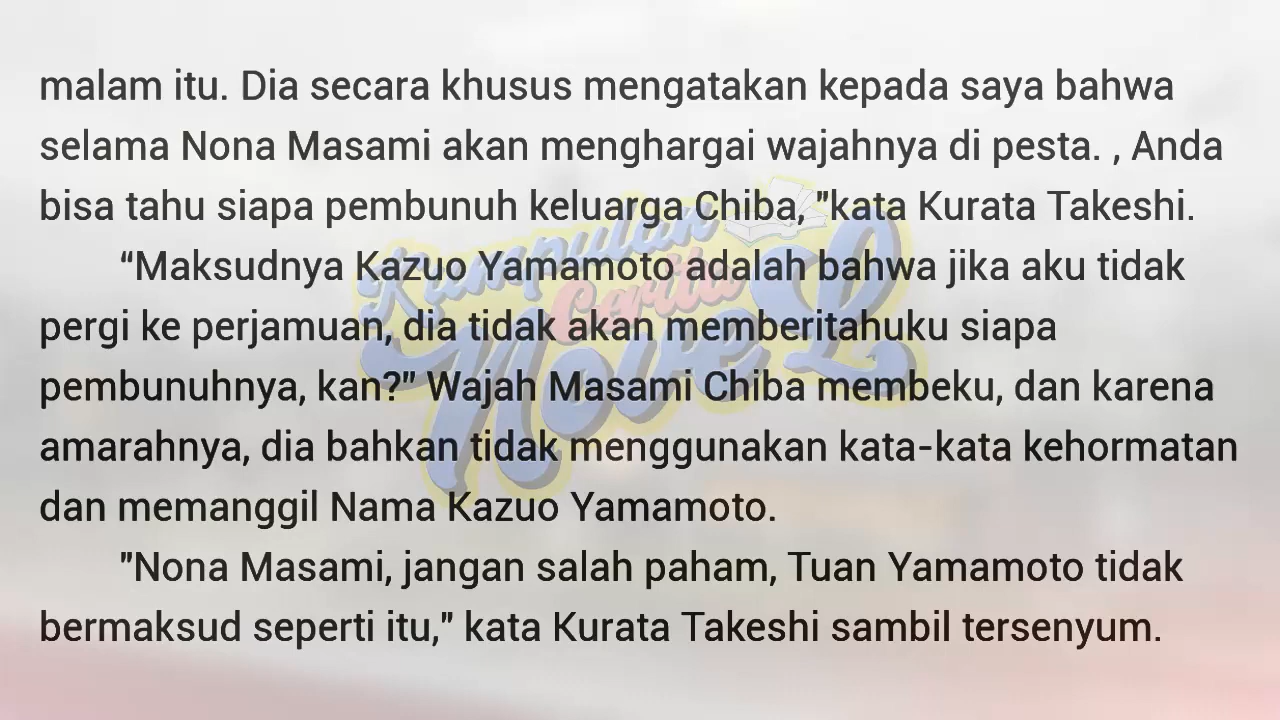 malam itu. Dia secara khusus mengatakan kepada saya bahwa
selama Nona Masami akan menghargai wajahnya di pesta. , Anda
bisa tahu siapa pembunuh keluarga Chiba, "kata Kurata Takeshi.
“Maksudnya Kazuo Yamamoto adalah bahwa jika aku tidak
pergi ke perjamuan, dia tidak akan memberitahuku siapa
pembunuhnya, kan?" Wajah Masami Chiba membeku, dan karena
amarahnya, dia bahkan tidak menggunakan kata-kata kehormatan
dan memanggil Nama Kazuo Yamamoto.
"Nona Masami, jangan salah paham, Tuan Yamamoto tidak
bermaksud seperti itu," kata Kurata Takeshi sambil tersenyum.
Kumpulan
Cerita
Novel